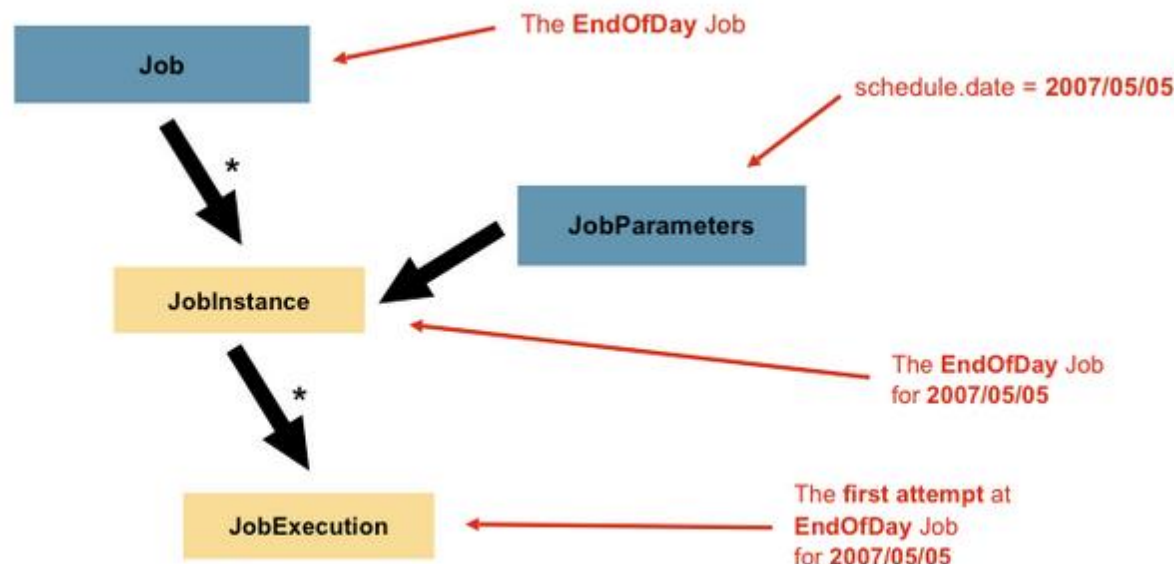 The EndOfDay Job
Job
schedule.date = 2007/05/05
*
JobParameters
JobInstance
The EndOfDay Job
for 2007/05/05
*
The first attempt at
EndOfDay Job
for 2007/05/05
JobExecution